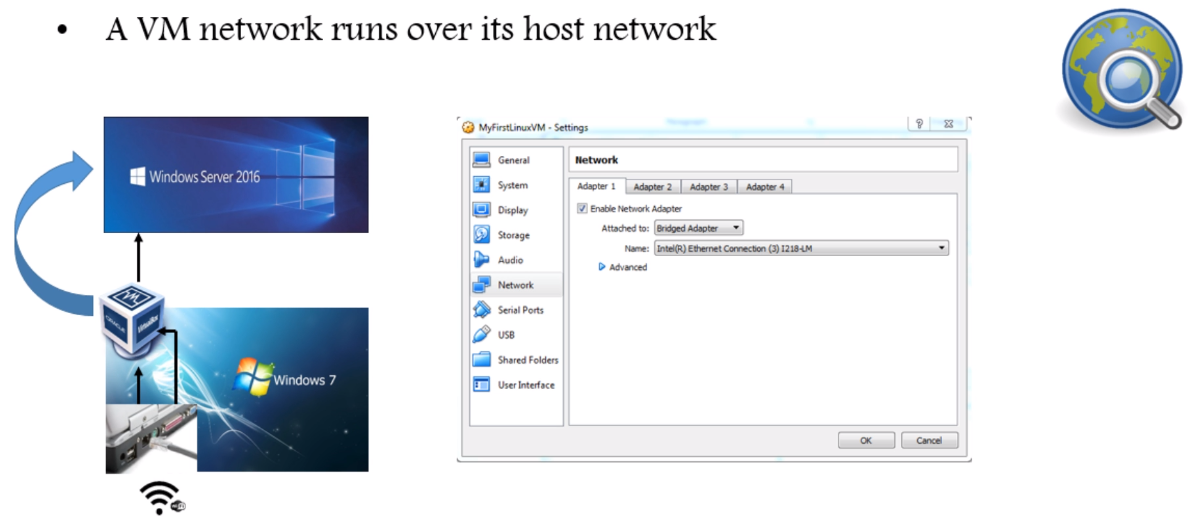 • A VM network runs over its host network
Windows Server 2016
ORACLE
VirtualBox
Windows 7
MyFirstLinuxVM - Settings
General
System
Display
Storage
Audio
Network
Serial Ports
USB
Shared Folders
User Interface
Network
Adapter 1 Adapter 2 Adapter 3 Adapter 4
Enable Network Adapter
Attached to: Bridged Adapter
Name: Intel(R) Ethernet Connection (3) I218-LM
Advanced
OK Cancel